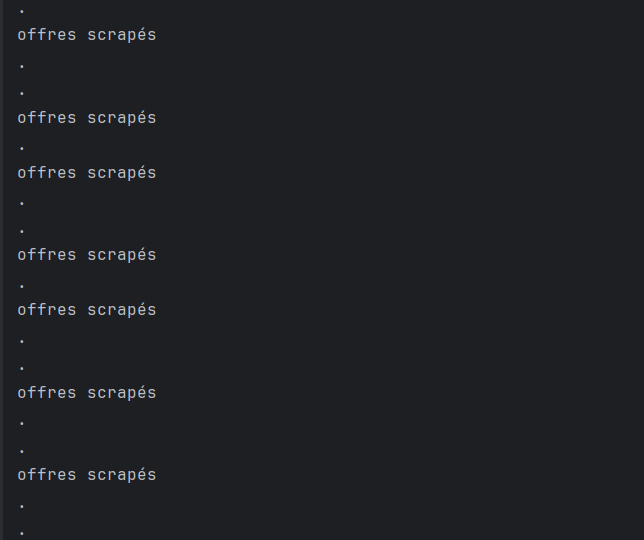 .
offres scrapés
.
.
offres scrapés
.
offres scrapés
.
.
offres scrapés
.
offres scrapés
.
.
offres scrapés
.
.
offres scrapés
.
.